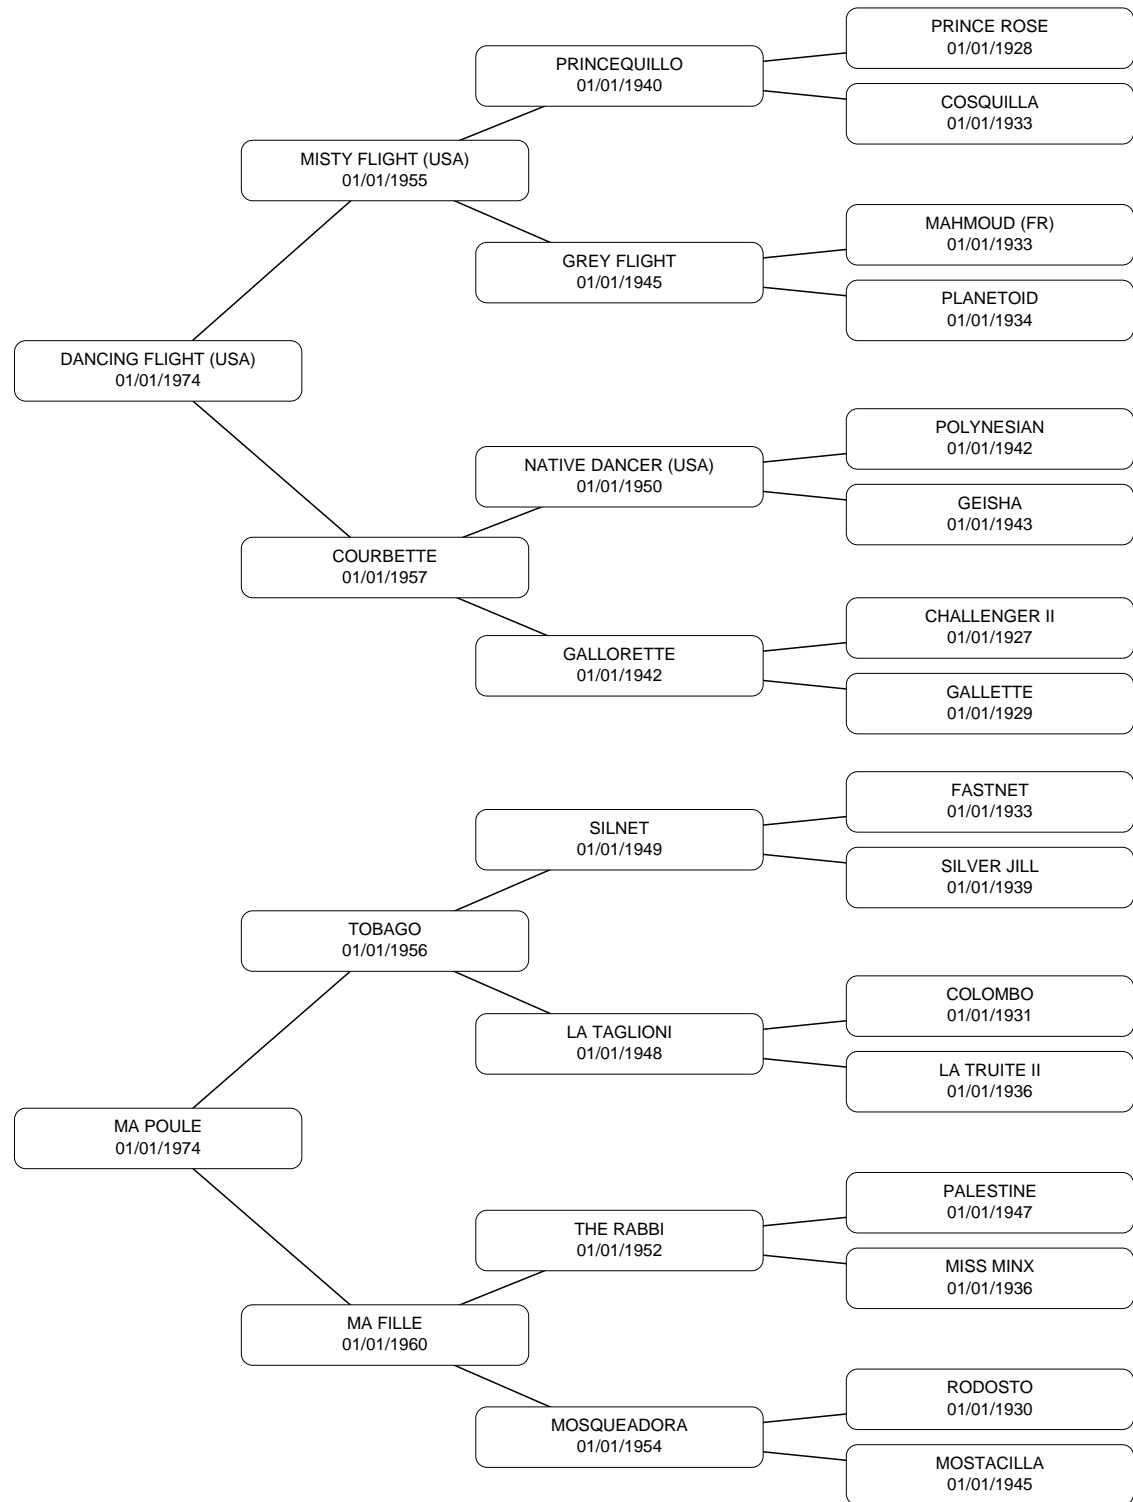 PRINCE ROSE
01/01/1928
PRINCEQUILLO
01/01/1940
COSQUILLA
01/01/1933
MISTY FLIGHT (USA)
01/01/1955
MAHMOUD (FR)
01/01/1933
GREY FLIGHT
01/01/1945
PLANETOID
01/01/1934
DANCING FLIGHT (USA)
01/01/1974
POLYNESIAN
01/01/1942
NATIVE DANCER (USA)
01/01/1950
GEISHA
01/01/1943
COURBETTE
01/01/1957
CHALLENGER II
01/01/1927
GALLORETTE
01/01/1942
GALLETTE
01/01/1929
FASTNET
01/01/1933
SILNET
01/01/1949
SILVER JILL
01/01/1939
TOBAGO
01/01/1956
COLOMBO
01/01/1931
LA TAGLIONI
01/01/1948
LA TRUITE II
01/01/1936
MA POULE
01/01/1974
PALESTINE
01/01/1947
THE RABBI
01/01/1952
MISS MINX
01/01/1936
MA FILLE
01/01/1960
RODOSTO
01/01/1930
MOSQUEADORA
01/01/1954
MOSTACILLA
01/01/1945